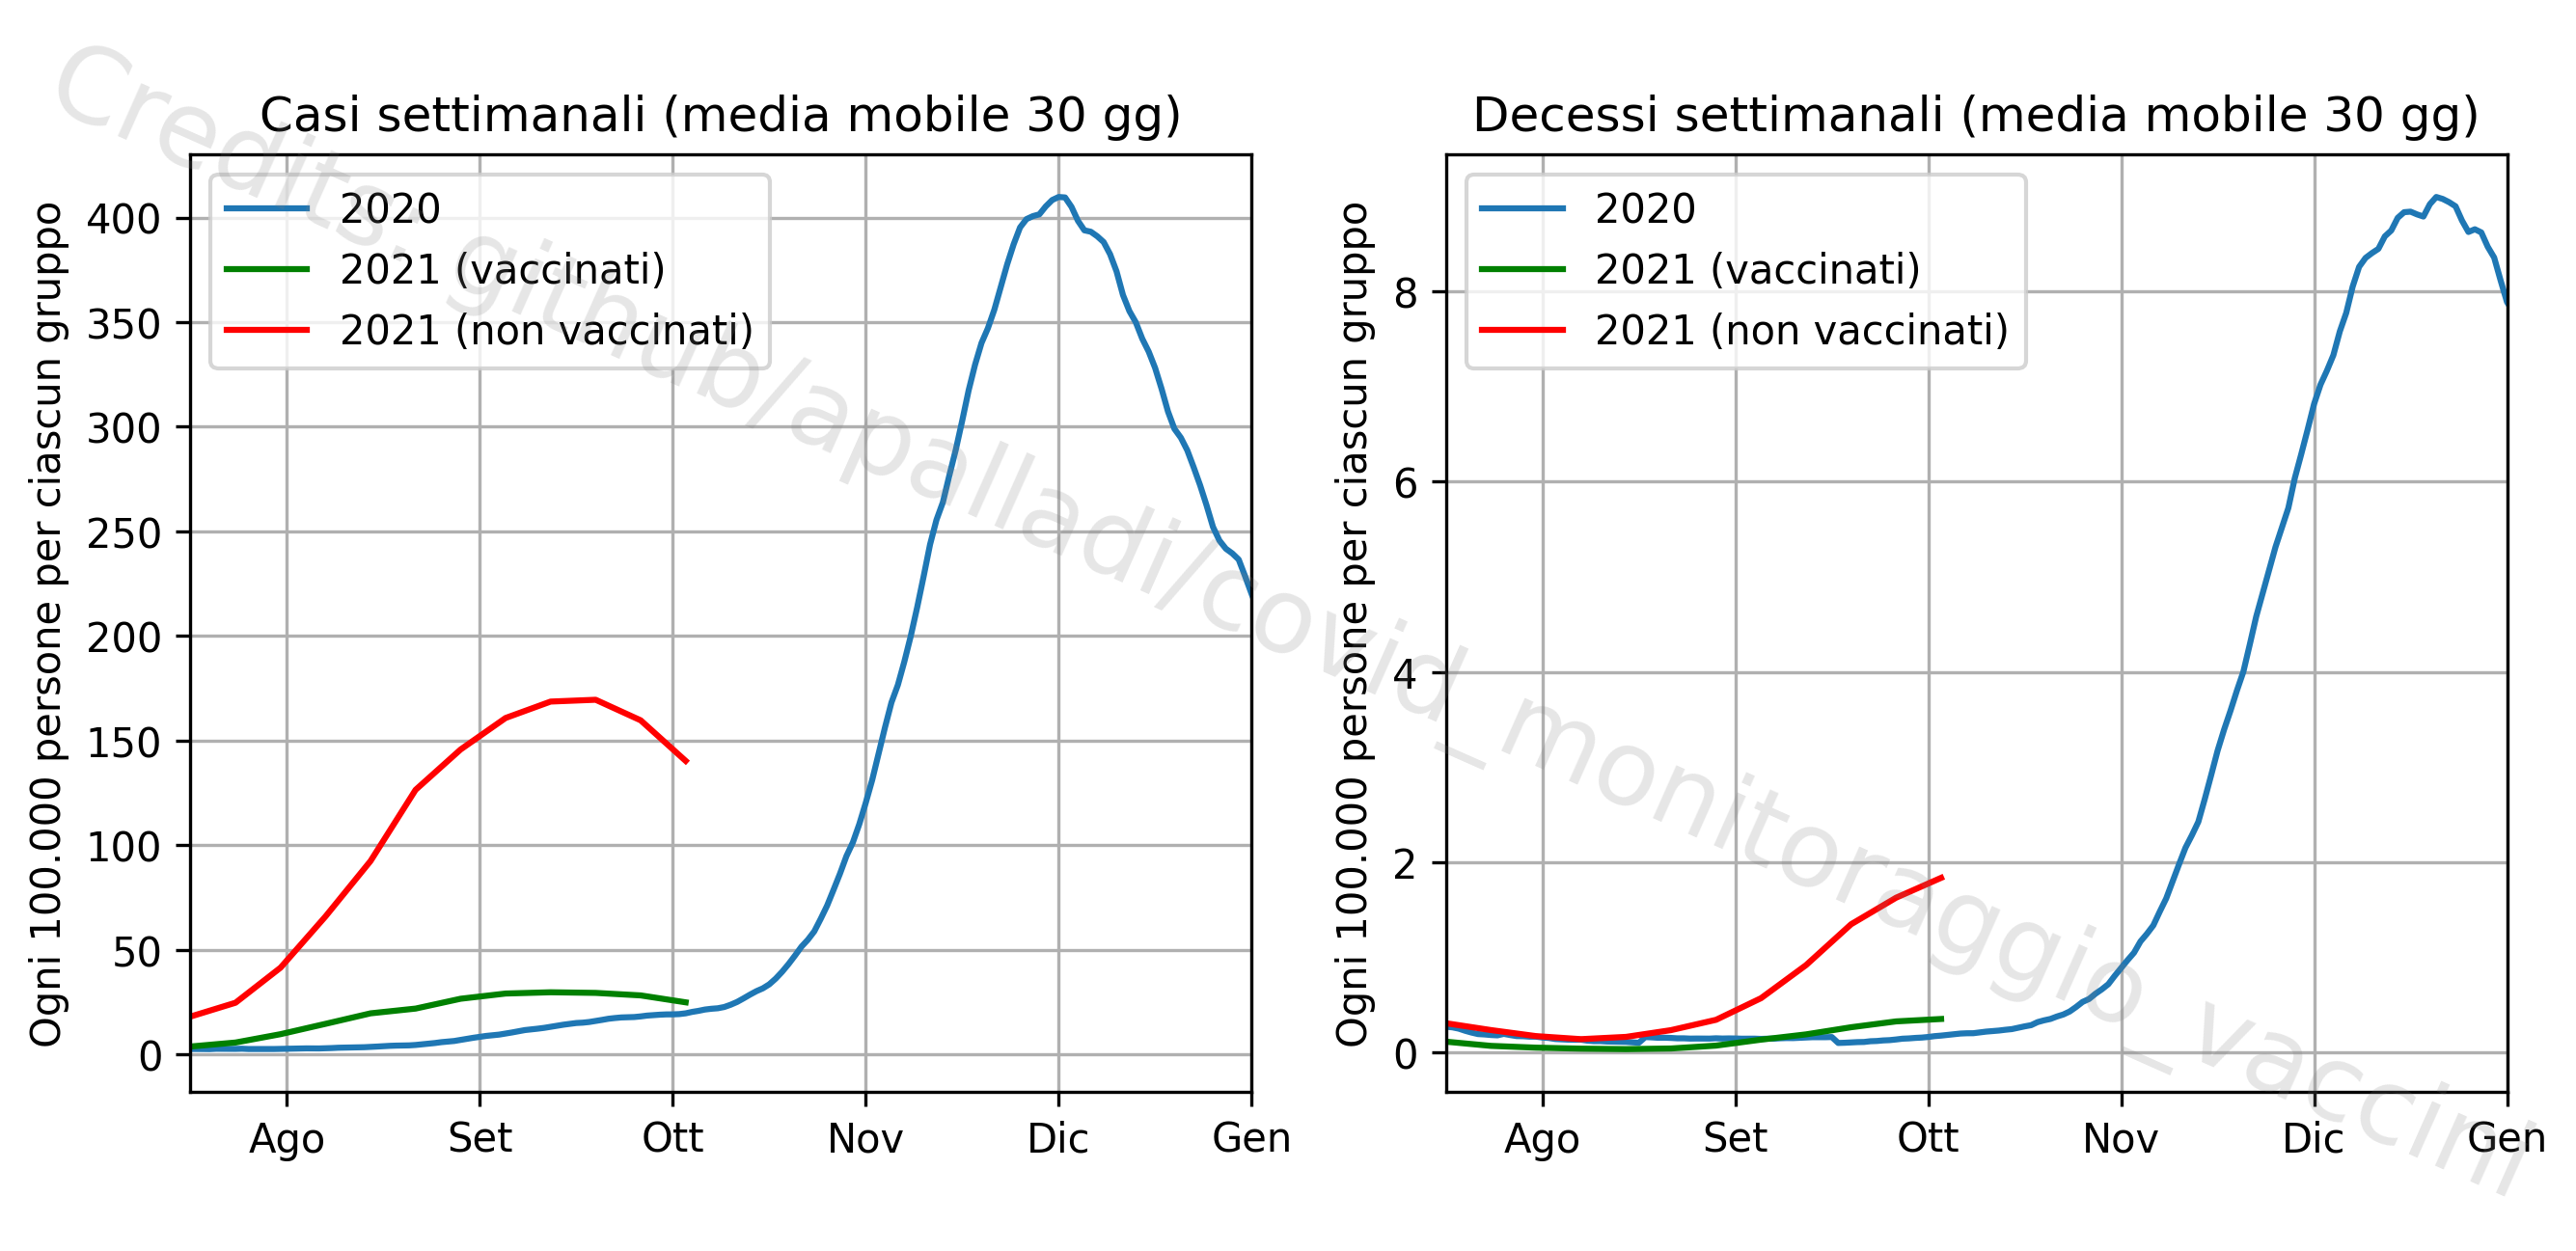 Credits: github/apalladi/covid_monitoraggio_vaccini
Casi settimanali (media mobile 30 gg)
Ogni 100.000 persone per ciascun gruppo
2020
2021 (vaccinati)
2021 (non vaccinati)
400
350
300
250
200
150
100
50
0
Ago Set Ott Nov Dic Gen
Decessi settimanali (media mobile 30 gg)
Ogni 100.000 persone per ciascun gruppo
2020
2021 (vaccinati)
2021 (non vaccinati)
8
6
4
2
0
Ago Set Ott Nov Dic Gen